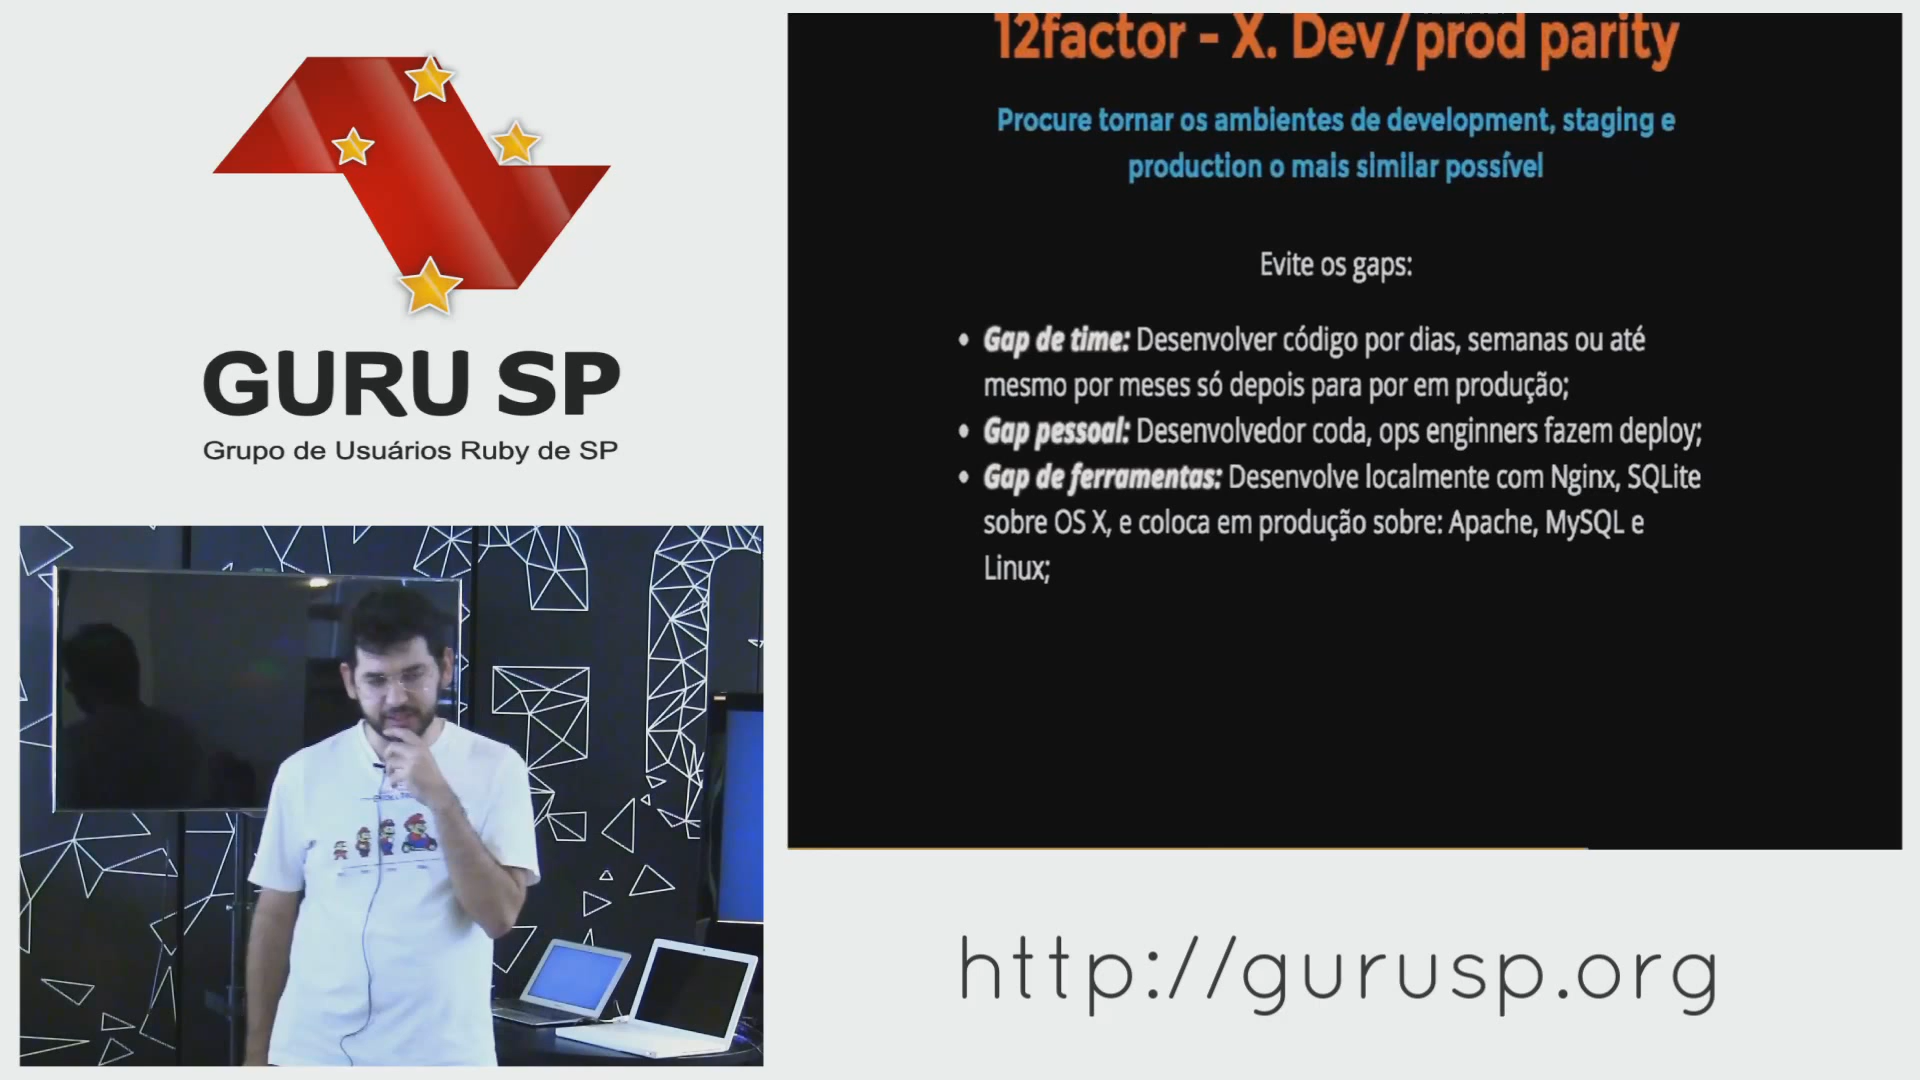 GURU SP
Grupo de Usuários Ruby de SP
12factor - X. Dev/prod parity
Procure tornar os ambientes de development, staging e
production o mais similar possível
Evite os gaps:
• Gap de time: Desenvolver código por dias, semanas ou até
mesmo por meses só depois para por em produção;
• Gap pessoal: Desenvolvedor coda, ops enginners fazem deploy;
• Gap de ferramentas: Desenvolve localmente com Nginx, SQLite
sobre OS X, e coloca em produção sobre: Apache, MySQL e
Linux;
http://gurusp.org